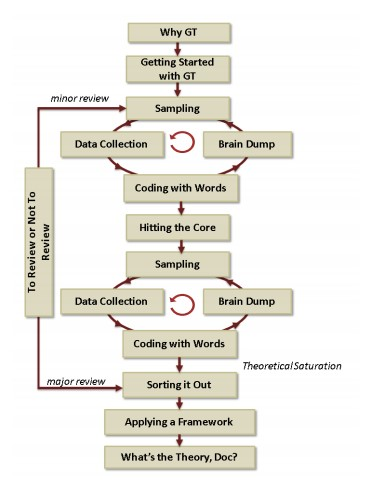 Why GT
Getting Started
with GT
minor review
Sampling
Data Collection
Brain Dump
Coding with Words
To Review or Not To
Review
Hitting the Core
Sampling
Data Collection
Brain Dump
Coding with Words
Theoretical Saturation
major review
Sorting it Out
Applying a Framework
What's the Theory, Doc?